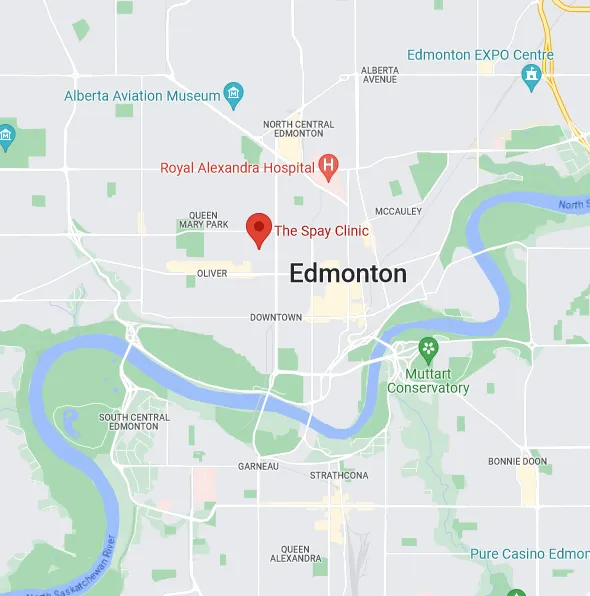 Edmonton EXPO Centre
ALBERTA
AVENUE
Alberta Aviation Museum
NORTH CENTRAL
EDMONTON
Royal Alexandra Hospital
H
North S
QUEEN
MARY PARK
MCCAULEY
The Spay Clinic
OLIVER
Edmonton
DOWNTOWN
Muttart
Conservatory
SOUTH CENTRAL
EDMONTON
GARNEAU
STRATHCONA
BONNIE DOON
North Saskatchewan River
QUEEN
ALEXANDRA
Pure Casino Edmon